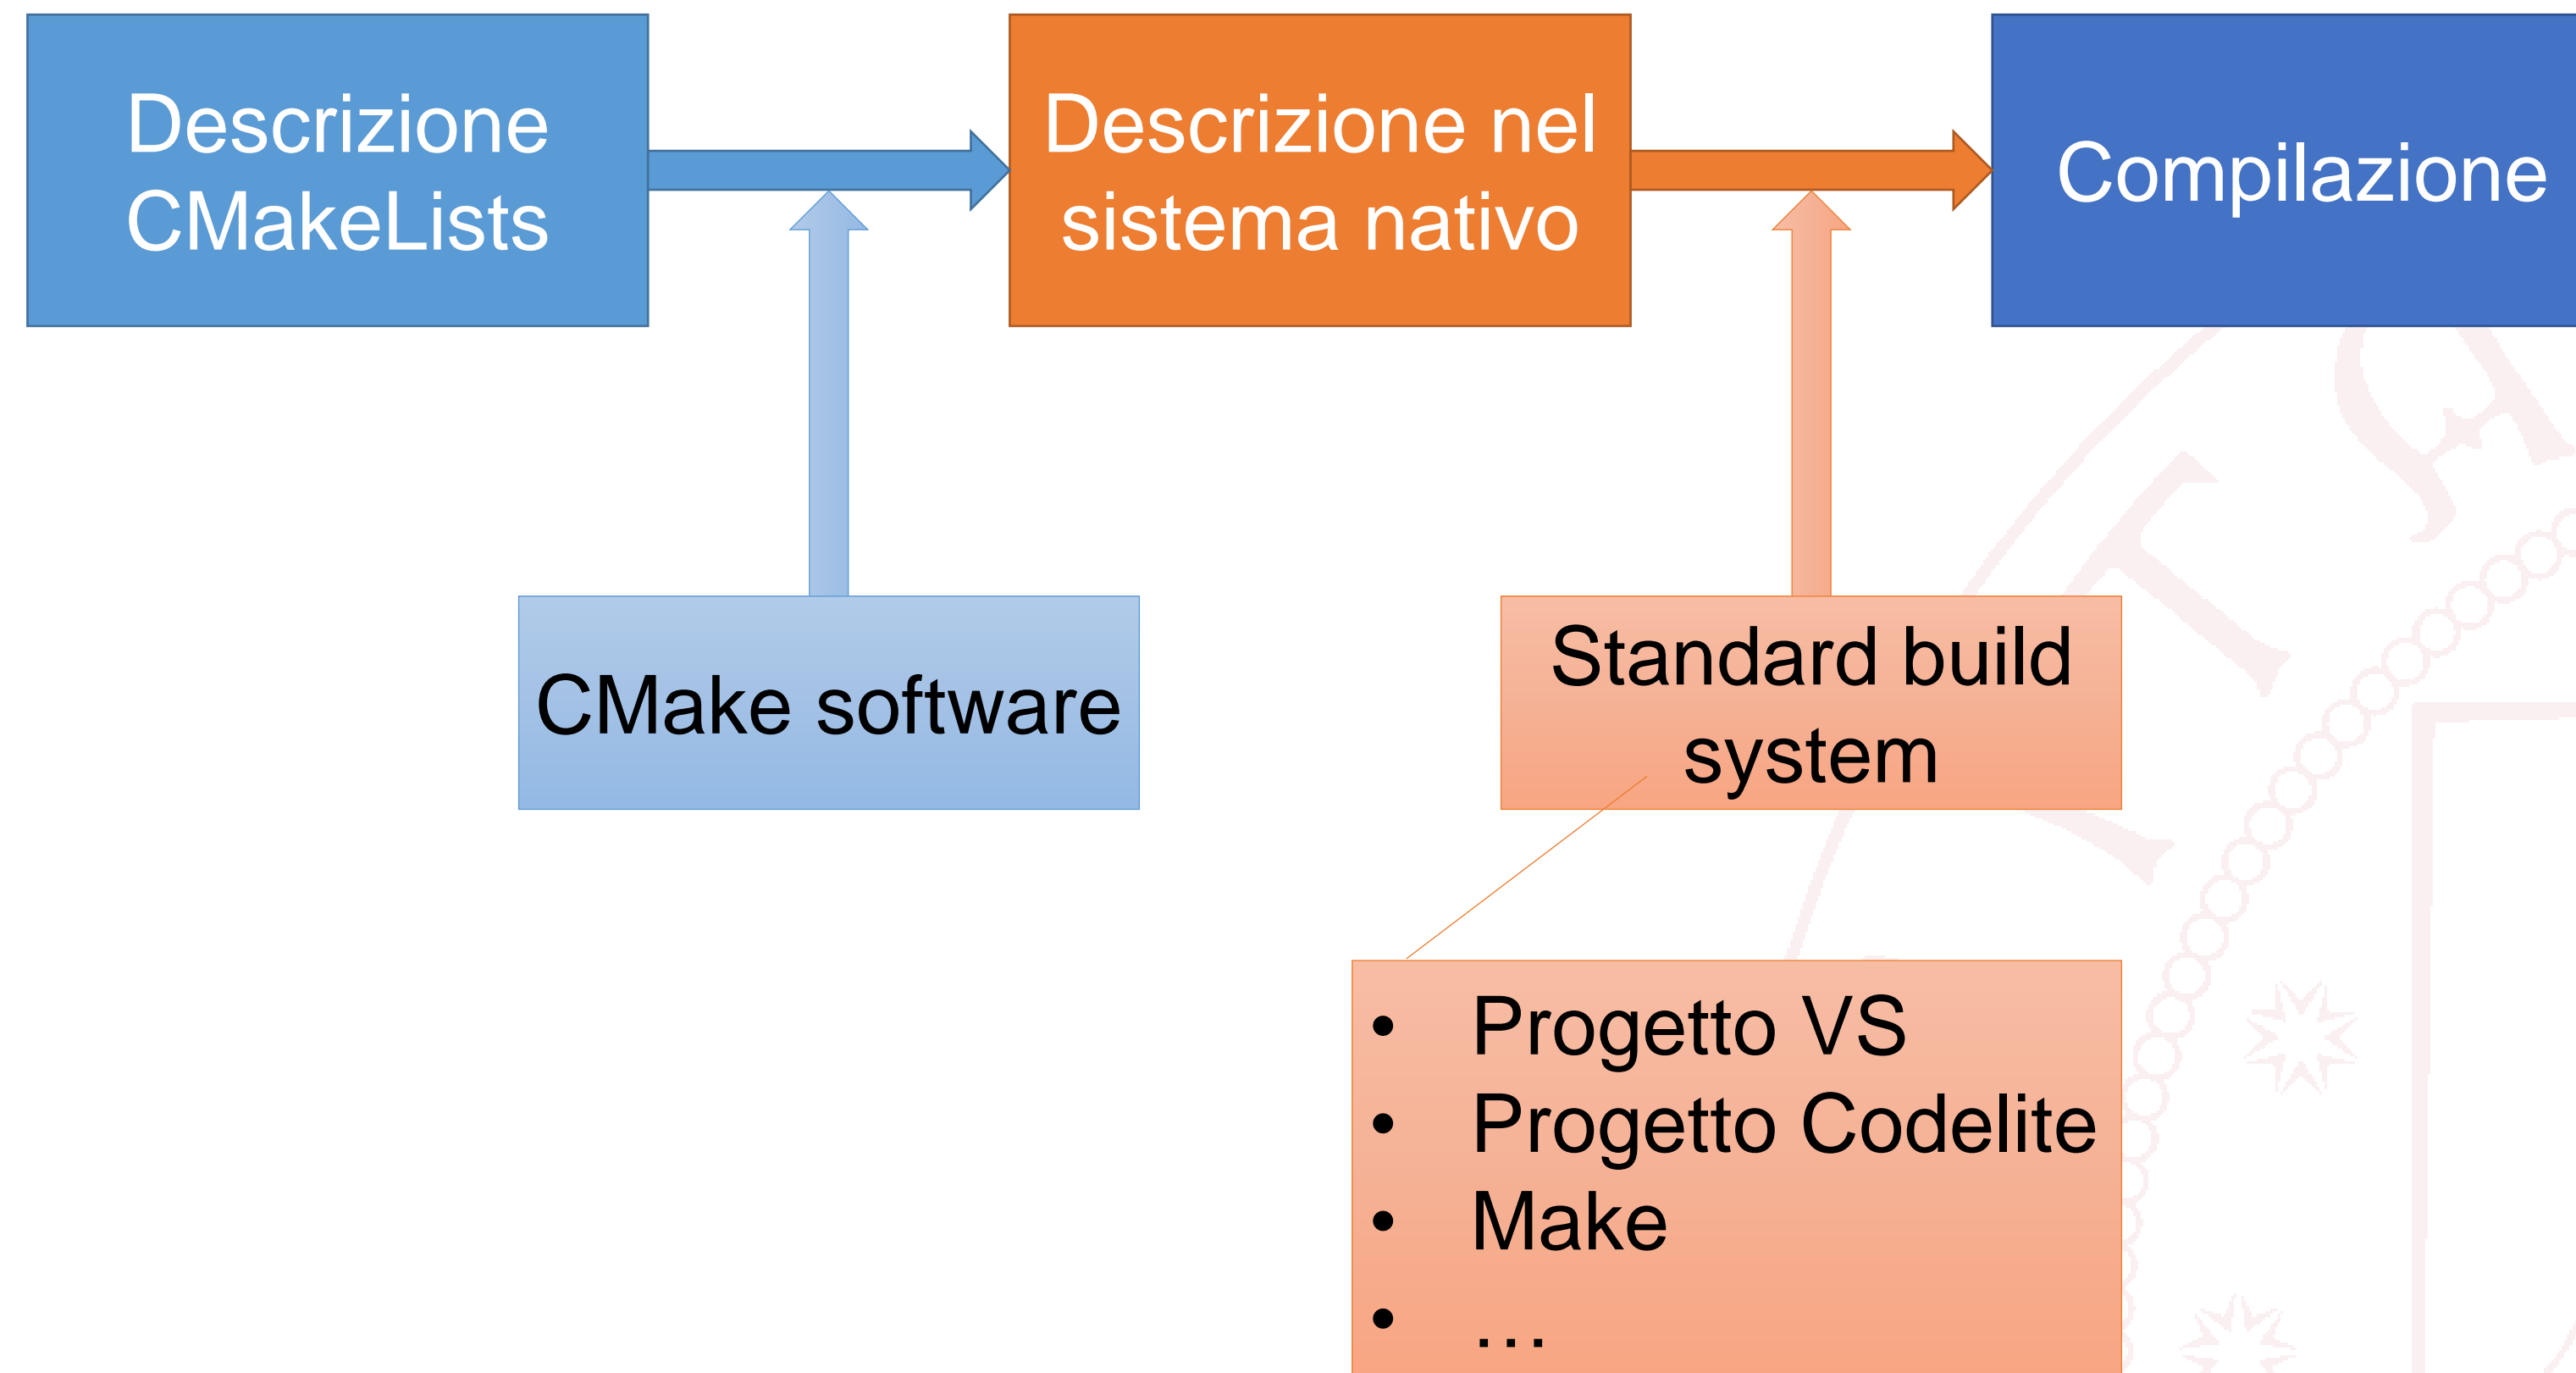 Descrizione
CMakeLists
Descrizione nel
sistema nativo
Compilazione
CMake software
Standard build
system
• Progetto VS
• Progetto Codelite
• Make
• …